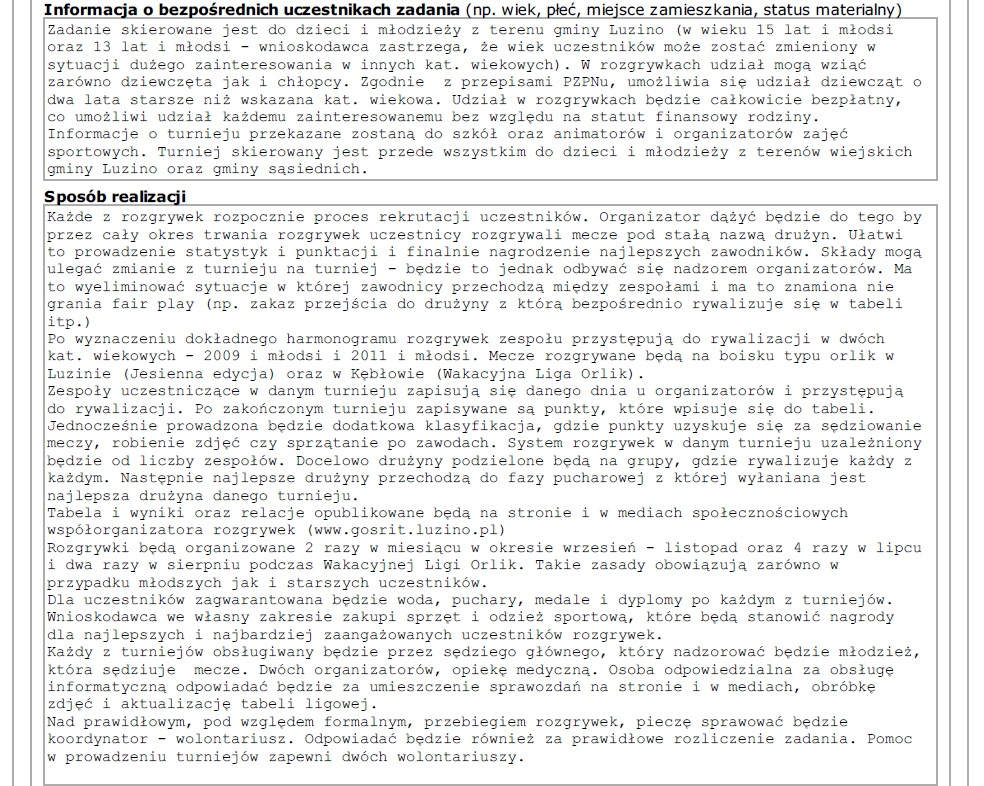 Informacja o bezpośrednich uczestnikach zadania (np. wiek, płeć, miejsce zamieszkania, status materialny)
Zadanie skierowane jest do dzieci i młodzieży z terenu gminy Luzino (w wieku 15 lat i młodsi
oraz 13 lat i młodsi - wnioskodawca zastrzega, że wiek uczestników może zostać zmieniony w
sytuacji dużego zainteresowania w innych kat. wiekowych). W rozgrywkach udział mogą wziąć
zarówno dziewczęta jak i chłopcy. Zgodnie  z przepisami PZPNu, umożliwia się udział dziewcząt o
dwa lata starsze niż wskazana kat. wiekowa. Udział w rozgrywkach będzie całkowicie bezpłatny,
co umożliwi udział każdemu zainteresowanemu bez względu na statut finansowy rodziny.
Informacje o turnieju przekazane zostaną do szkół oraz animatorów i organizatorów zajęć
sportowych. Turniej skierowany jest przede wszystkim do dzieci i młodzieży z terenów wiejskich
gminy Luzino oraz gminy sąsiednich.
Sposób realizacji
Każde z rozgrywek rozpocznie proces rekrutacji uczestników. Organizator dążyć będzie do tego by
przez cały okres trwania rozgrywek uczestnicy rozgrywali mecze pod stałą nazwą drużyn. Ułatwi
to prowadzenie statystyk i punktacji i finalnie nagrodzenie najlepszych zawodników. Składy mogą
ulegać zmianie z turnieju na turniej - będzie to jednak odbywać się nadzorem organizatorów. Ma
to wyeliminować sytuacje w której zawodnicy przechodzą między zespołami i ma to znamiona nie
grania fair play (np. zakaz przejścia do drużyny z którą bezpośrednio rywalizuje się w tabeli
itp.)
Po wyznaczeniu dokładnego harmonogramu rozgrywek zespołu przystępują do rywalizacji w dwóch
kat. wiekowych - 2009 i młodsi i 2011 i młodsi. Mecze rozgrywane będą na boisku typu orlik w
Luzinie (Jesienna edycja) oraz w Kębłowie (Wakacyjna Liga Orlik).
Zespoły uczestniczące w danym turnieju zapisują się danego dnia u organizatorów i przystępują
do rywalizacji. Po zakończonym turnieju zapisywane są punkty, które wpisuje się do tabeli.
Jednocześnie prowadzona będzie dodatkowa klasyfikacja, gdzie punkty uzyskuje się za sędziowanie
meczy, robienie zdjęć czy sprzątanie po zawodach. System rozgrywek w danym turnieju uzależniony
będzie od liczby zespołów. Docelowo drużyny podzielone będą na grupy, gdzie rywalizuje każdy z
każdym. Następnie najlepsze drużyny przechodzą do fazy pucharowej z której wyłaniana jest
najlepsza drużyna danego turnieju.
Tabela i wyniki oraz relacje opublikowane będą na stronie i w mediach społecznościowych
współorganizatora rozgrywek (www.gosrit.luzino.pl)
Rozgrywki będą organizowane 2 razy w miesiącu w okresie wrzesień - listopad oraz 4 razy w lipcu
i dwa razy w sierpniu podczas Wakacyjnej Ligi Orlik. Takie zasady obowiązują zarówno w
przypadku młodszych jak i starszych uczestników.
Dla uczestników zagwarantowana będzie woda, puchary, medale i dyplomy po każdym z turniejów.
Wnioskodawca we własny zakresie zakupi sprzęt i odzież sportową, które będą stanowić nagrody
dla najlepszych i najbardziej zaangażowanych uczestników rozgrywek.
Każdy z turniejów obsługiwany będzie przez sędziego głównego, który nadzorować będzie młodzież,
która sędziuje  mecze. Dwóch organizatorów, opiekę medyczną. Osoba odpowiedzialna za obsługę
informatyczną odpowiadać będzie za umieszczenie sprawozdań na stronie i w mediach, obróbkę
zdjęć i aktualizację tabeli ligowej.
Nad prawidłowym, pod względem formalnym, przebiegiem rozgrywek, pieczę sprawować będzie
koordynator - wolontariusz. Odpowiadać będzie również za prawidłowe rozliczenie zadania. Pomoc
w prowadzeniu turniejów zapewni dwóch wolontariuszy.